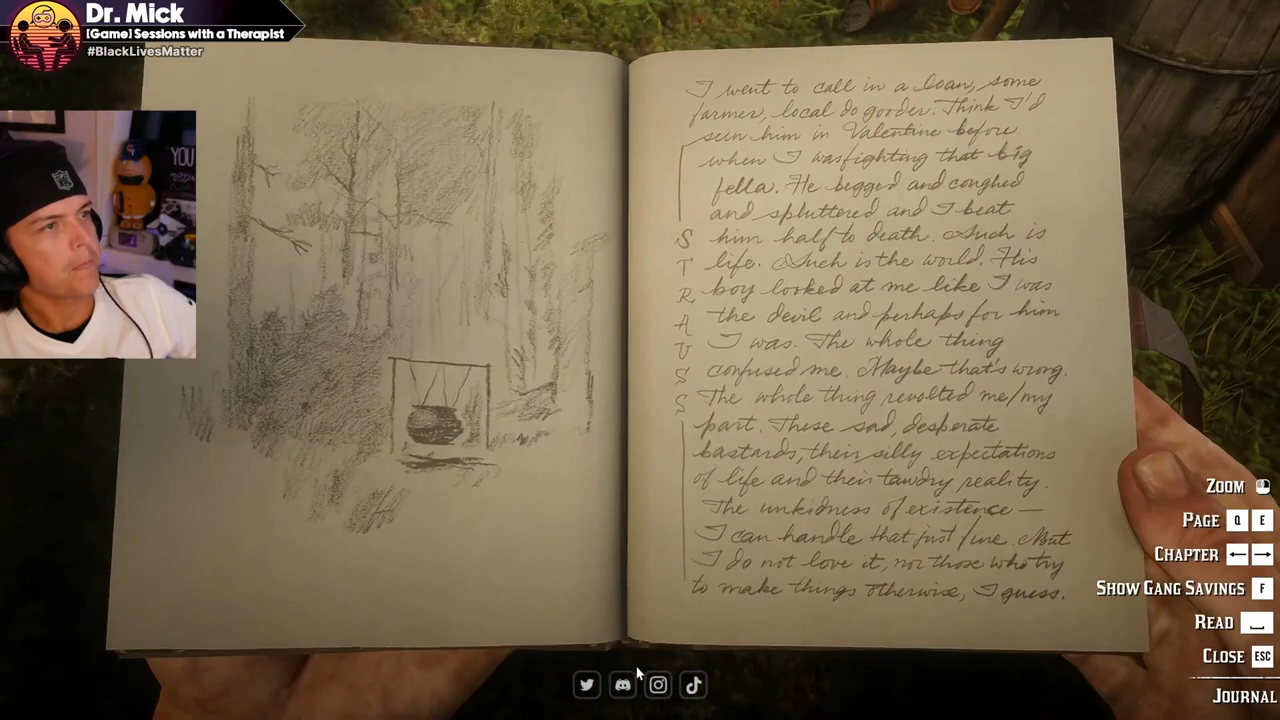 Dr. Mick
[Game] Sessions with a Therapist
#BlackLivesMatter
YOU
I went to call in a loan, some
farmer, local do gooder. Think I'd
seen him in Valentine before
when I was fighting that big
fella. He begged and coughed
and spluttered and I beat
him half to death. Such is
life. Such is the world. His
boy looked at me like I was
the devil and perhaps for him
I was. The whole thing
confused me. Maybe that's wrong.
The whole thing revolted me/my
part. These sad, desperate
bastards, their silly expectations
of life and their tawdry reality.
The unkidness of existence —
I can handle that just fine. But
I do not love it, nor those who try
to make things otherwise, I guess.
STRAUSS
ZOOM
PAGE Q E
CHAPTER ← →
SHOW GANG SAVINGS F
READ
CLOSE ESC
JOURNAL